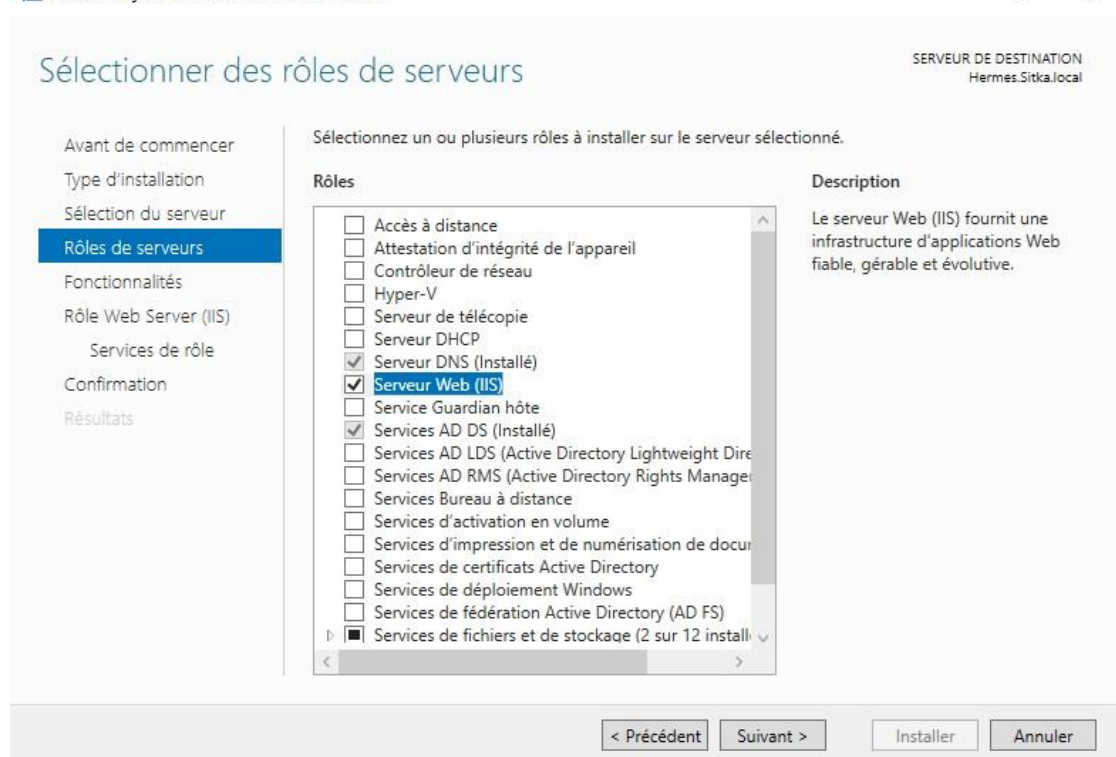 Sélectionner des rôles de serveurs
SERVEUR DE DESTINATION
Hermes.Sitka.local
Avant de commencer
Type d'installation
Sélection du serveur
Rôles de serveurs
Fonctionnalités
Rôle Web Server (IIS)
Services de rôle
Confirmation
Résultats
Sélectionnez un ou plusieurs rôles à installer sur le serveur sélectionné.
Rôles
Accès à distance
Attestation d'intégrité de l'appareil
Contrôleur de réseau
Hyper-V
Serveur de télécopie
Serveur DHCP
Serveur DNS (Installé)
Serveur Web (IIS)
Service Guardian hôte
Services AD DS (Installé)
Services AD LDS (Active Directory Lightweight Dire
Services AD RMS (Active Directory Rights Manage
Services Bureau à distance
Services d'activation en volume
Services d'impression et de numérisation de docu
Services de certificats Active Directory
Services de déploiement Windows
Services de fédération Active Directory (AD FS)
Services de fichiers et de stockage (2 sur 12 install
Description
Le serveur Web (IIS) fournit une
infrastructure d'applications Web
fiable, gérable et évolutive.
< Précédent
Suivant >
Installer
Annuler